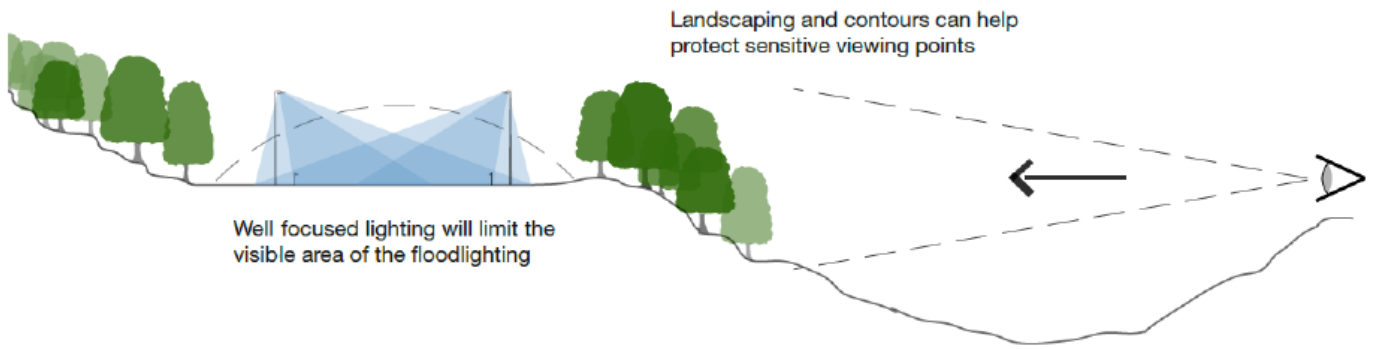 Landscaping and contours can help
protect sensitive viewing points
Well focused lighting will limit the
visible area of the floodlighting